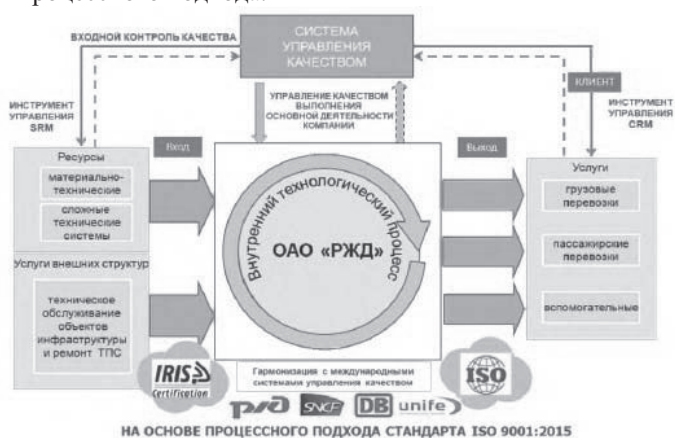 процессного подхода..
СИСТЕМА
УПРАВЛЕНИЯ
КАЧЕСТВОМ
ВХОДНОЙ КОНТРОЛЬ КАЧЕСТВА
КЛИЕНТ
ИНСТРУМЕНТ
УПРАВЛЕНИЯ
SRM
УПРАВЛЕНИЕ КАЧЕСТВОМ
ВЫПОЛНЕНИЯ
ОСНОВНОЙ ДЕЯТЕЛЬНОСТИ
КОМПАНИИ
ИНСТРУМЕНТ
УПРАВЛЕНИЯ
CRM
Вход
Выход
Ресурсы
материально-
технические
сложные
технические
системы
Услуги внешних структур
техническое
обслуживание
объектов
инфраструктуры
и ремонт ТПС
Внутренний технологический процесс
ОАО «РЖД»
Услуги
грузовые
перевозки
пассажирские
перевозки
вспомогательные
IRIS
Certification
Гармонизация с международными
системами управления качеством
ISO
ржд SNCF DB unife
НА ОСНОВЕ ПРОЦЕССНОГО ПОДХОДА СТАНДАРТА ISO 9001:2015